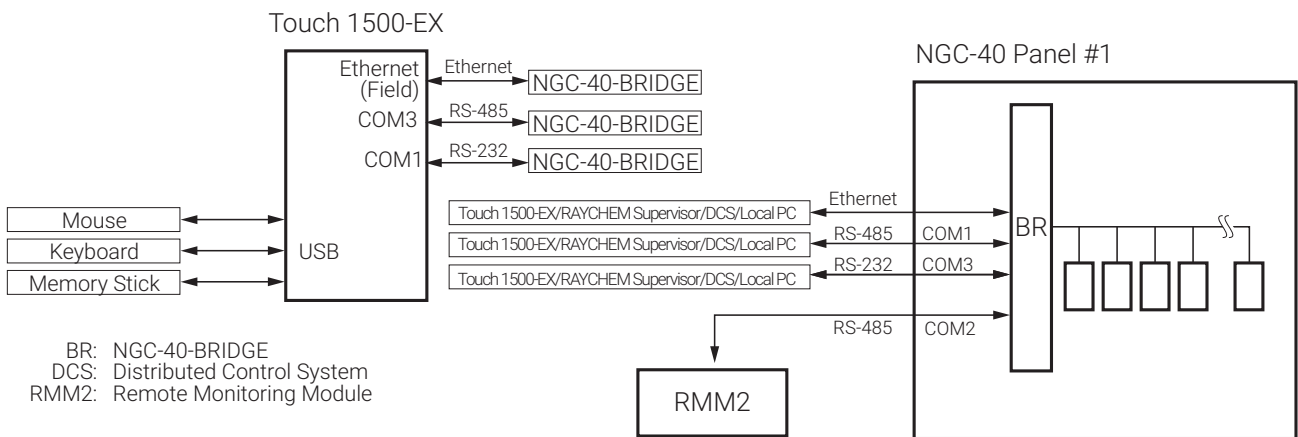 Touch 1500-EX
NGC-40 Panel #1
Ethernet
(Field)
Ethernet
NGC-40-BRIDGE
COM3
RS-485
NGC-40-BRIDGE
COM1
RS-232
NGC-40-BRIDGE
Mouse
Keyboard
USB
Memory Stick
Touch 1500-EX/RAYCHEM Supervisor/DCS/Local PC
Ethernet
Touch 1500-EX/RAYCHEM Supervisor/DCS/Local PC
RS-485
COM1
Touch 1500-EX/RAYCHEM Supervisor/DCS/Local PC
RS-232
COM3
BR
RS-485
COM2
RMM2
BR: NGC-40-BRIDGE
DCS: Distributed Control System
RMM2: Remote Monitoring Module